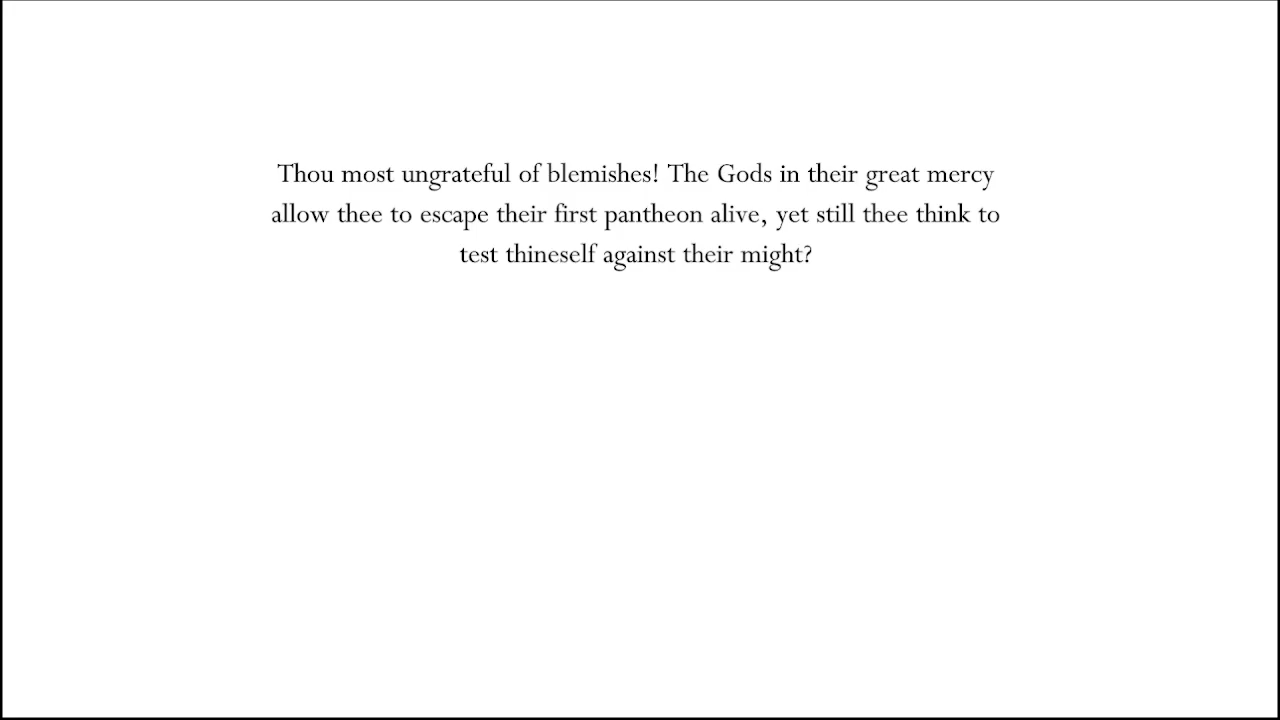 Thou most ungrateful of blemishes! The Gods in their great mercy
allow thee to escape their first pantheon alive, yet still thee think to
test thineself against their might?